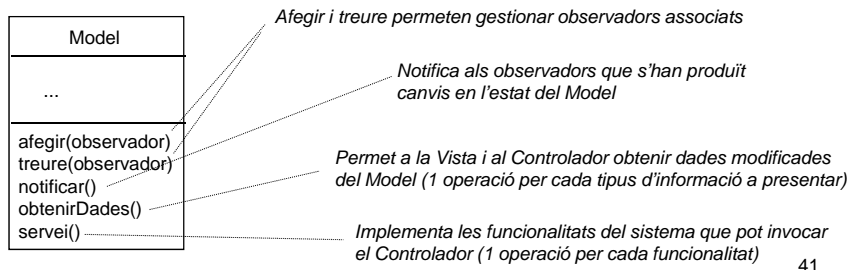 Afegir i treure permeten gestionar observadors associats
Model
...
Notifica als observadors que s'han produït
canvis en l'estat del Model
afegir(observador)
treure(observador)
notificar()
obtenirDades()
servei()
Permet a la Vista i al Controlador obtenir dades modificades
del Model (1 operació per cada tipus d'informació a presentar)
Implementa les funcionalitats del sistema que pot invocar
el Controlador (1 operació per cada funcionalitat)
41